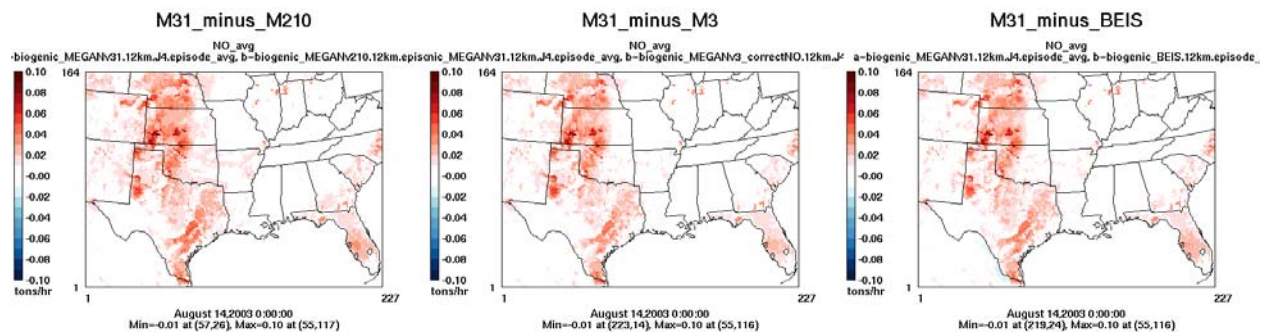 M31_minus_M210
NO_avg
-biogenic_MEGANv31.12km.J4.episode_avg, b-biogenic_MEGANv210.12km.epis
0.10
0.08
0.06
0.04
0.02
-0.00
-0.02
-0.04
-0.06
-0.08
-0.10
tons/hr
164
1
1
227
August 14,2003 0:00:00
Min=-0.01 at (57,26), Max=0.10 at (55,117)
M31_minus_M3
NO_avg
nic_MEGANv31.12km.J4.episode_avg, b-biogenic_MEGANv3_correctNO.12km.J4
0.10
0.08
0.06
0.04
0.02
-0.00
-0.02
-0.04
-0.06
-0.08
-0.10
tons/hr
164
1
1
227
August 14,2003 0:00:00
Min=-0.01 at (223,14), Max=0.10 at (55,116)
M31_minus_BEIS
NO_avg
a-biogenic_MEGANv31.12km.J4.episode_avg, b-biogenic_BEIS.12km.episode_
0.10
0.08
0.06
0.04
0.02
-0.00
-0.02
-0.04
-0.06
-0.08
-0.10
tons/hr
164
1
1
227
August 14,2003 0:00:00
Min=-0.01 at (219,24), Max=0.10 at (55,116)